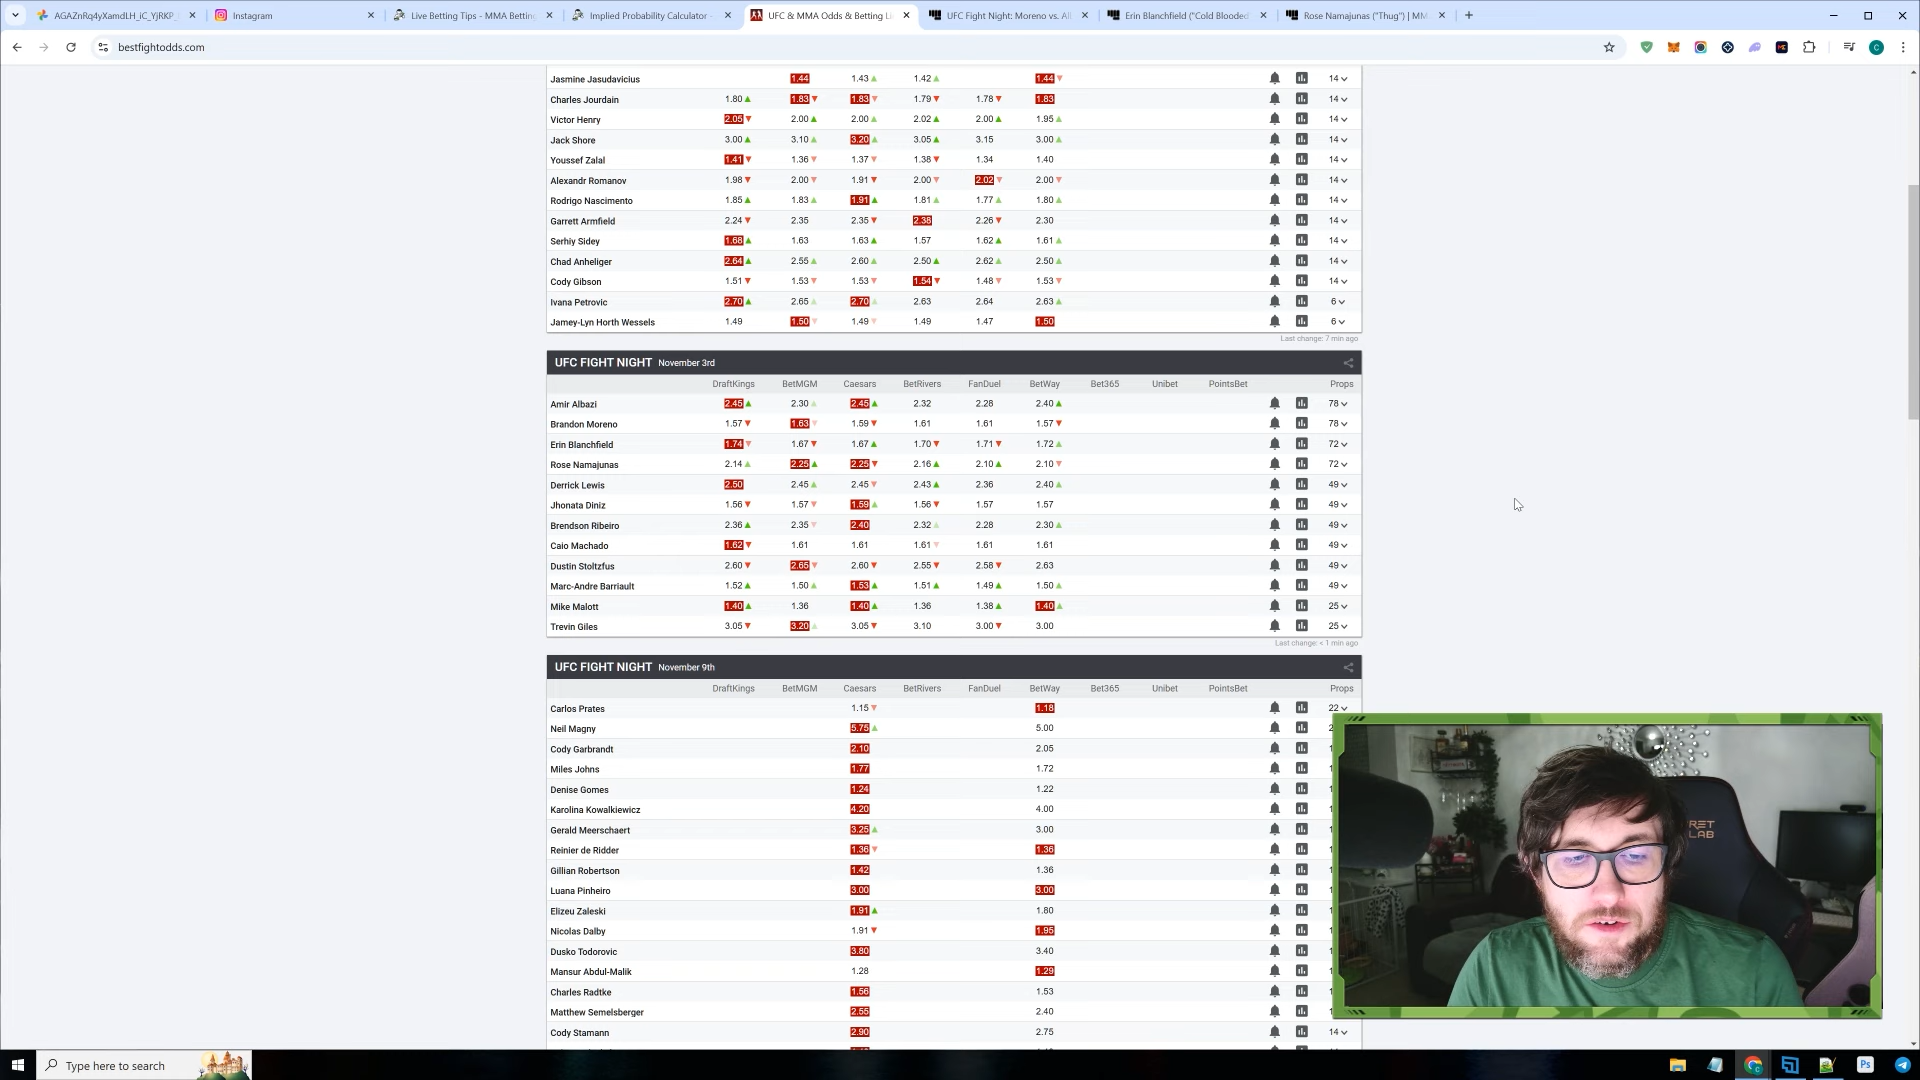 AGAZnRq4yXamdLH_iC_YjRKP_
Instagram
Live Betting Tips - MMA Betting
Implied Probability Calculator -
UFC & MMA Odds & Betting Li
UFC Fight Night: Moreno vs. Al
Erin Blanchfield ("Cold Blooded"
Rose Namajunas ("Thug") | MM
bestfightodds.com
Jasmine Jasudavicius 1.44 1.43 1.42 1.44 14
Charles Jourdain 1.80 1.83 1.83 1.79 1.78 1.83 14
Victor Henry 2.05 2.00 2.00 2.02 2.00 1.95 14
Jack Shore 3.00 3.10 3.20 3.05 3.15 3.00 14
Youssef Zalal 1.41 1.36 1.37 1.38 1.34 1.40 14
Alexandr Romanov 1.98 2.00 1.91 2.00 2.02 2.00 14
Rodrigo Nascimento 1.85 1.83 1.91 1.81 1.77 1.80 14
Garrett Armfield 2.24 2.35 2.35 2.38 2.26 2.30 14
Serhiy Sidey 1.68 1.63 1.63 1.57 1.62 1.61 14
Chad Anheliger 2.64 2.55 2.60 2.50 2.62 2.50 14
Cody Gibson 1.51 1.53 1.53 1.54 1.48 1.53 14
Ivana Petrovic 2.70 2.65 2.70 2.63 2.64 2.63 6
Jamey-Lyn Horth Wessels 1.49 1.50 1.49 1.49 1.47 1.50 6
Last change: 7 min ago
UFC FIGHT NIGHT November 3rd
DraftKings BetMGM Caesars BetRivers FanDuel BetWay Bet365 Unibet PointsBet Props
Amir Albazi 2.45 2.30 2.45 2.32 2.28 2.40 78
Brandon Moreno 1.57 1.63 1.59 1.61 1.61 1.57 78
Erin Blanchfield 1.74 1.67 1.67 1.70 1.71 1.72 72
Rose Namajunas 2.14 2.25 2.25 2.16 2.10 2.10 72
Derrick Lewis 2.50 2.45 2.45 2.43 2.36 2.40 49
Jhonata Diniz 1.56 1.57 1.59 1.56 1.57 1.57 49
Brendson Ribeiro 2.36 2.35 2.40 2.32 2.28 2.30 49
Caio Machado 1.62 1.61 1.61 1.61 1.61 1.61 49
Dustin Stoltzfus 2.60 2.65 2.60 2.55 2.58 2.63 49
Marc-Andre Barriault 1.52 1.50 1.53 1.51 1.49 1.50 49
Mike Malott 1.40 1.36 1.40 1.36 1.38 1.40 25
Trevin Giles 3.05 3.20 3.05 3.10 3.00 3.00 25
Last change: < 1 min ago
UFC FIGHT NIGHT November 9th
DraftKings BetMGM Caesars BetRivers FanDuel BetWay Bet365 Unibet PointsBet Props
Carlos Prates 1.15 1.18 22
Neil Magny 5.75 5.00
Cody Garbrandt 2.10 2.05
Miles Johns 1.77 1.72
Denise Gomes 1.24 1.22
Karolina Kowalkiewicz 4.20 4.00
Gerald Meerschaert 3.25 3.00
Reinier de Ridder 1.36 1.36
Gillian Robertson 1.42 1.36
Luana Pinheiro 3.00 3.00
Elizeu Zaleski 1.91 1.80
Nicolas Dalby 1.91 1.95
Dusko Todorovic 3.80 3.40
Mansur Abdul-Malik 1.28 1.29
Charles Radtke 1.56 1.53
Matthew Semelsberger 2.55 2.40
Cody Stamann 2.90 2.75 14
RET
LAB
Type here to search